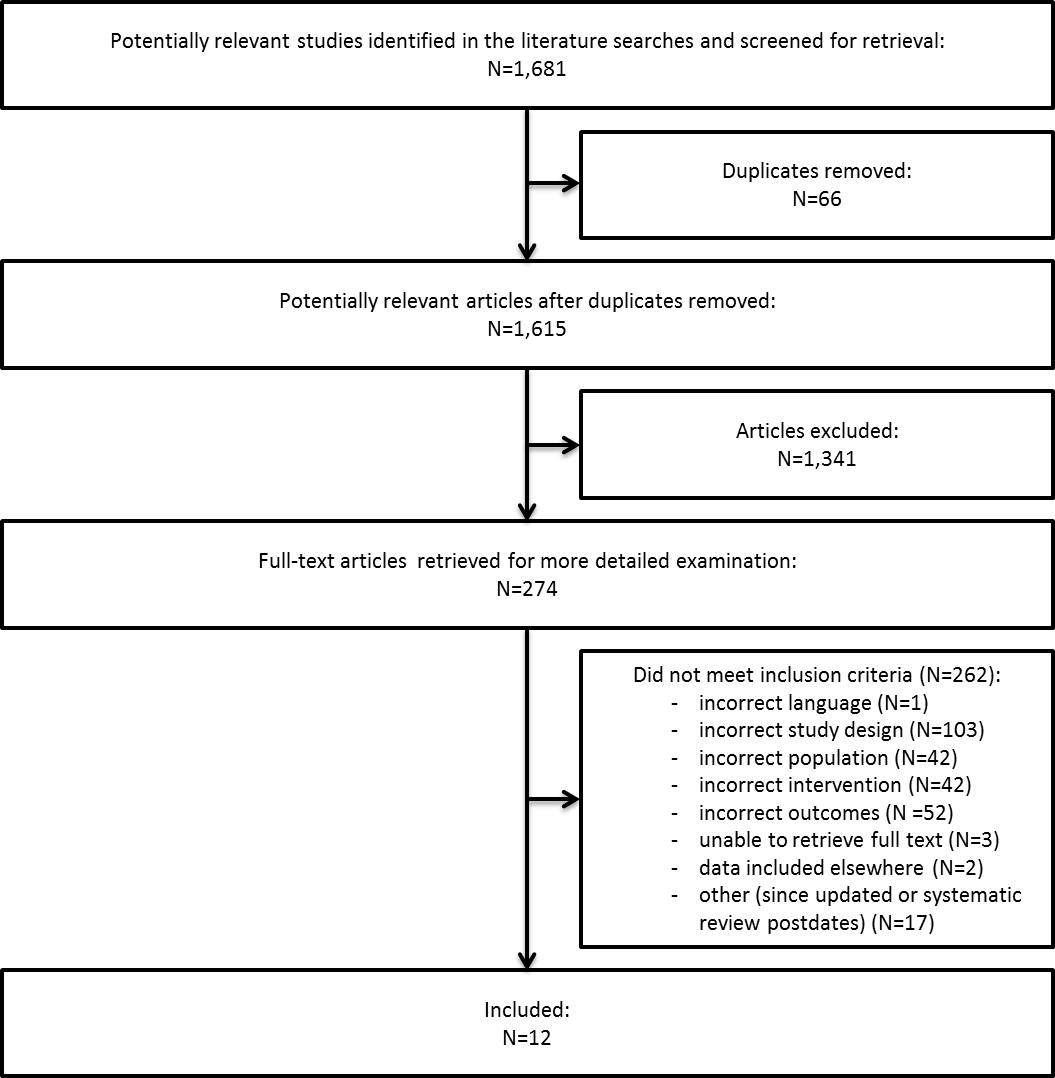 Potentially relevant studies identified in the literature searches and screened for retrieval:
N=1,681
Duplicates removed:
N=66
Potentially relevant articles after duplicates removed:
N=1,615
Articles excluded:
N=1,341
Full-text articles  retrieved for more detailed examination:
N=274
Did not meet inclusion criteria (N=262):
- incorrect language (N=1)
- incorrect study design (N=103)
- incorrect population (N=42)
- incorrect intervention (N=42)
- incorrect outcomes (N =52)
- unable to retrieve full text (N=3)
- data included elsewhere (N=2)
- other (since updated or systematic
review postdates) (N=17)
Included:
N=12